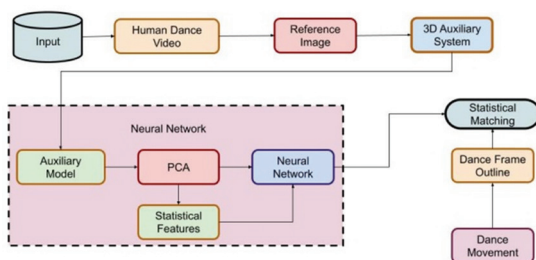 Input
Human Dance
Video
Reference
Image
3D Auxiliary
System
Neural Network
Auxiliary
Model
PCA
Neural
Network
Statistical
Features
Statistical
Matching
Dance Frame
Outline
Dance
Movement